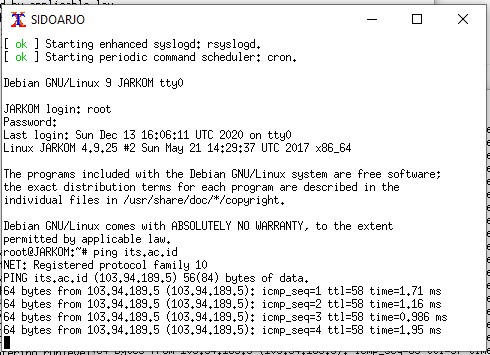 d by applicable law.
SIDOARJO
[ ok ] Starting enhanced syslogd: rsyslogd.
[ ok ] Starting periodic command scheduler: cron.
Debian GNU/Linux 9 JARKOM tty0
JARKOM login: root
Password:
Last login: Sun Dec 13 16:06:11 UTC 2020 on tty0
Linux JARKOM 4.9.25 #2 Sun May 21 14:29:37 UTC 2017 x86_64
The programs included with the Debian GNU/Linux system are free software;
the exact distribution terms for each program are described in the
individual files in /usr/share/doc/*/copyright.
Debian GNU/Linux comes with ABSOLUTELY NO WARRANTY, to the extent
permitted by applicable law.
root@JARKOM:~# ping its.ac.id
NET: Registered protocol family 10
PING its.ac.id (103.94.189.5) 56(84) bytes of data.
64 bytes from 103.94.189.5 (103.94.189.5): icmp_seq=1 ttl=58 time=1.71 ms
64 bytes from 103.94.189.5 (103.94.189.5): icmp_seq=2 ttl=58 time=1.16 ms
64 bytes from 103.94.189.5 (103.94.189.5): icmp_seq=3 ttl=58 time=0.986 ms
64 bytes from 103.94.189.5 (103.94.189.5): icmp_seq=4 ttl=58 time=1.95 ms